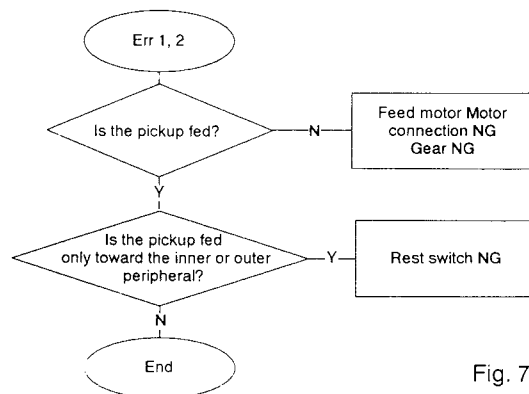 Err 1, 2
Is the pickup fed?
N
Feed motor Motor
connection NG
Gear NG
Y
Is the pickup fed
only toward the inner or outer
peripheral?
Y
Rest switch NG
N
End
Fig. 7